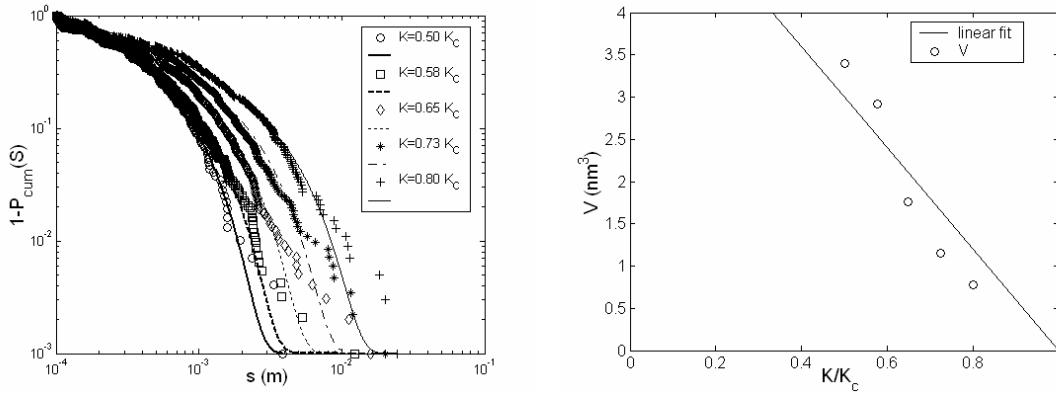 10^0
10^-1
10^-2
10^-3
1-P_cum(S)
10^-4
10^-3
10^-2
10^-1
s (m)
K=0.50 K_c
K=0.58 K_c
K=0.65 K_c
K=0.73 K_c
K=0.80 K_c
4
3.5
3
2.5
2
1.5
1
0.5
0
V (nm^3)
0
0.2
0.4
0.6
0.8
K/K_c
linear fit
V